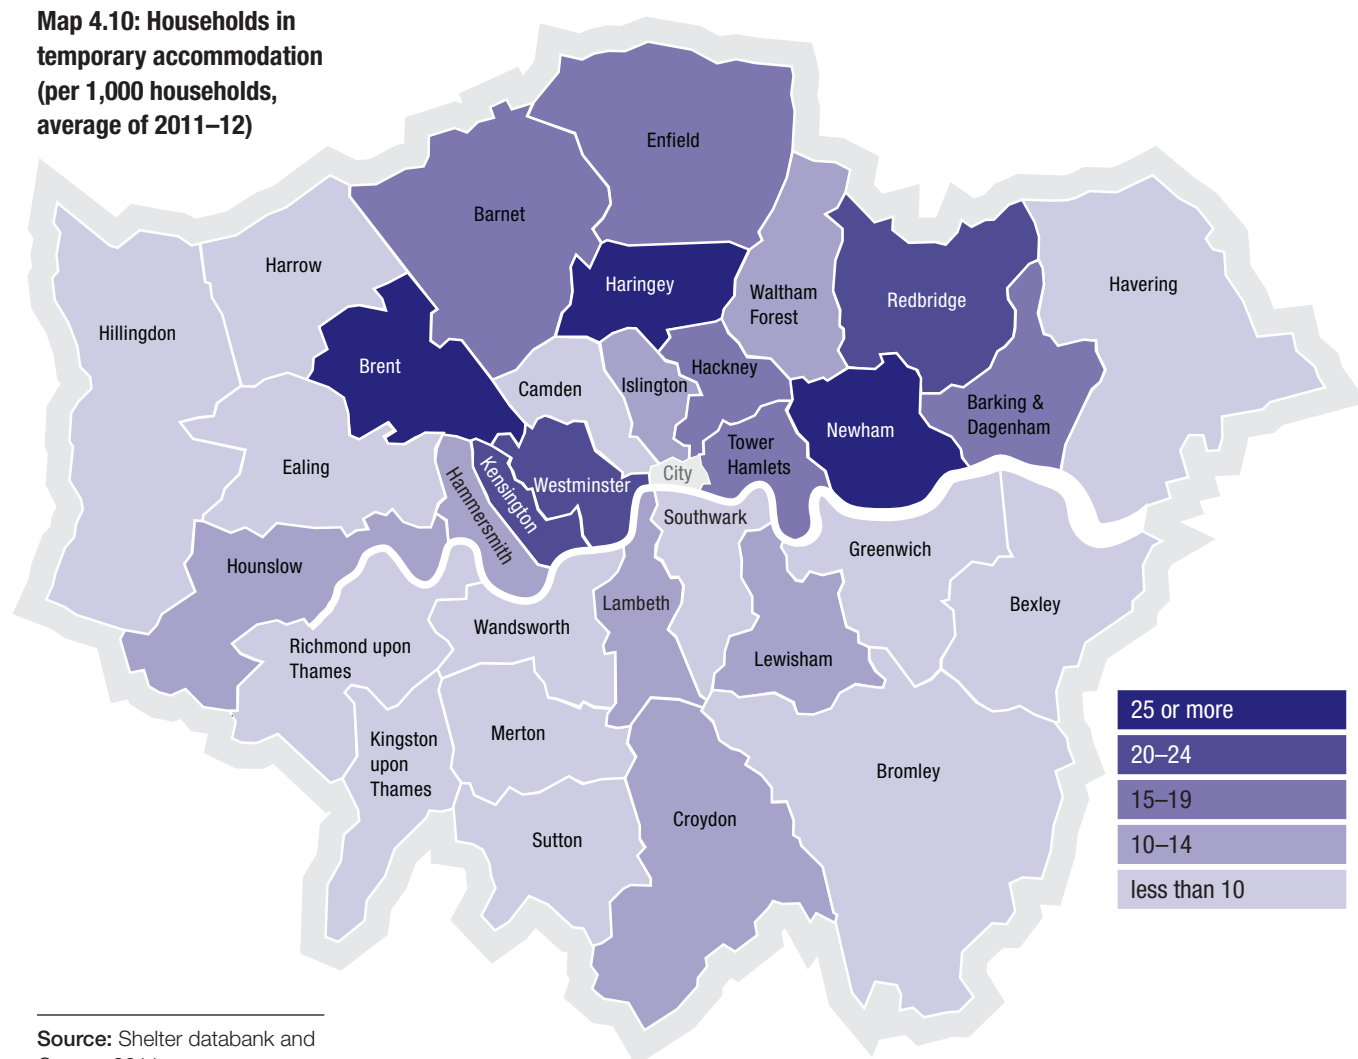 Map 4.10: Households in
temporary accommodation
(per 1,000 households,
average of 2011–12)
Enfield
Barnet
Harrow
Haringey
Waltham
Forest
Redbridge
Havering
Hillingdon
Brent
Camden
Islington
Hackney
Barking &
Dagenham
Newham
Tower
Hamlets
Ealing
City
Kensington
Westminster
Hammersmith
Southwark
Greenwich
Hounslow
Lambeth
Bexley
Wandsworth
Richmond upon
Thames
Lewisham
Merton
Kingston
upon
Thames
Bromley
Croydon
Sutton
25 or more
20–24
15–19
10–14
less than 10
Source: Shelter databank and